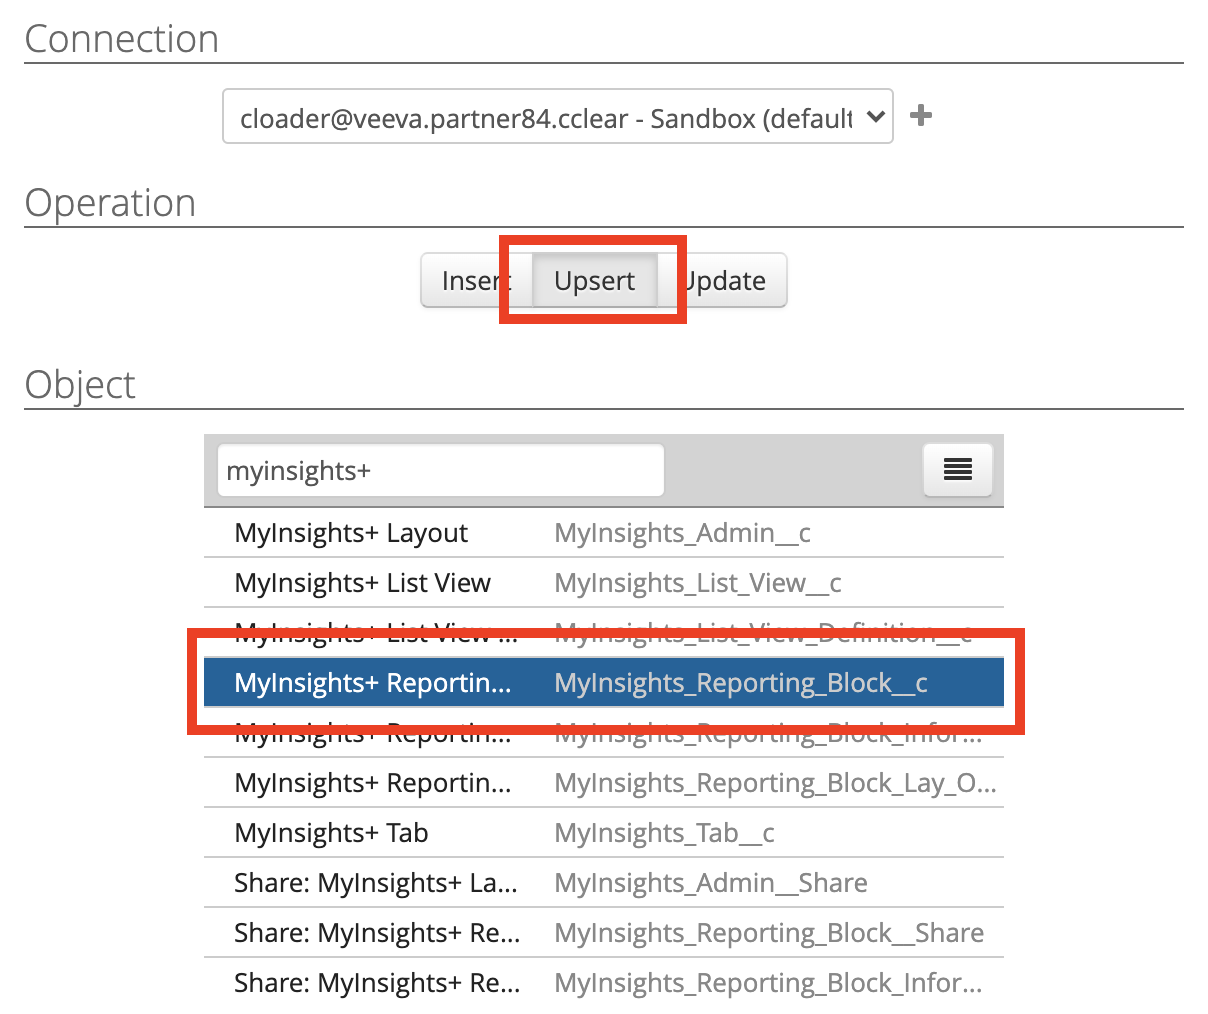 Connection
cloader@veeva.partner84.cclear - Sandbox (default
Operation
Insert Upsert Update
Object
myinsights+
MyInsights+ Layout MyInsights_Admin__c
MyInsights+ List View MyInsights_List_View__c
MyInsights+ List View ... MyInsights_List_View_Definition__c
MyInsights+ Reportin... MyInsights_Reporting_Block__c
MyInsights+ Reportin... MyInsights_Reporting_Block_Infor...
MyInsights+ Reportin... MyInsights_Reporting_Block_Lay_O...
MyInsights+ Tab MyInsights_Tab__c
Share: MyInsights+ La... MyInsights_Admin__Share
Share: MyInsights+ Re... MyInsights_Reporting_Block__Share
Share: MyInsights+ Re... MyInsights_Reporting_Block_Infor...